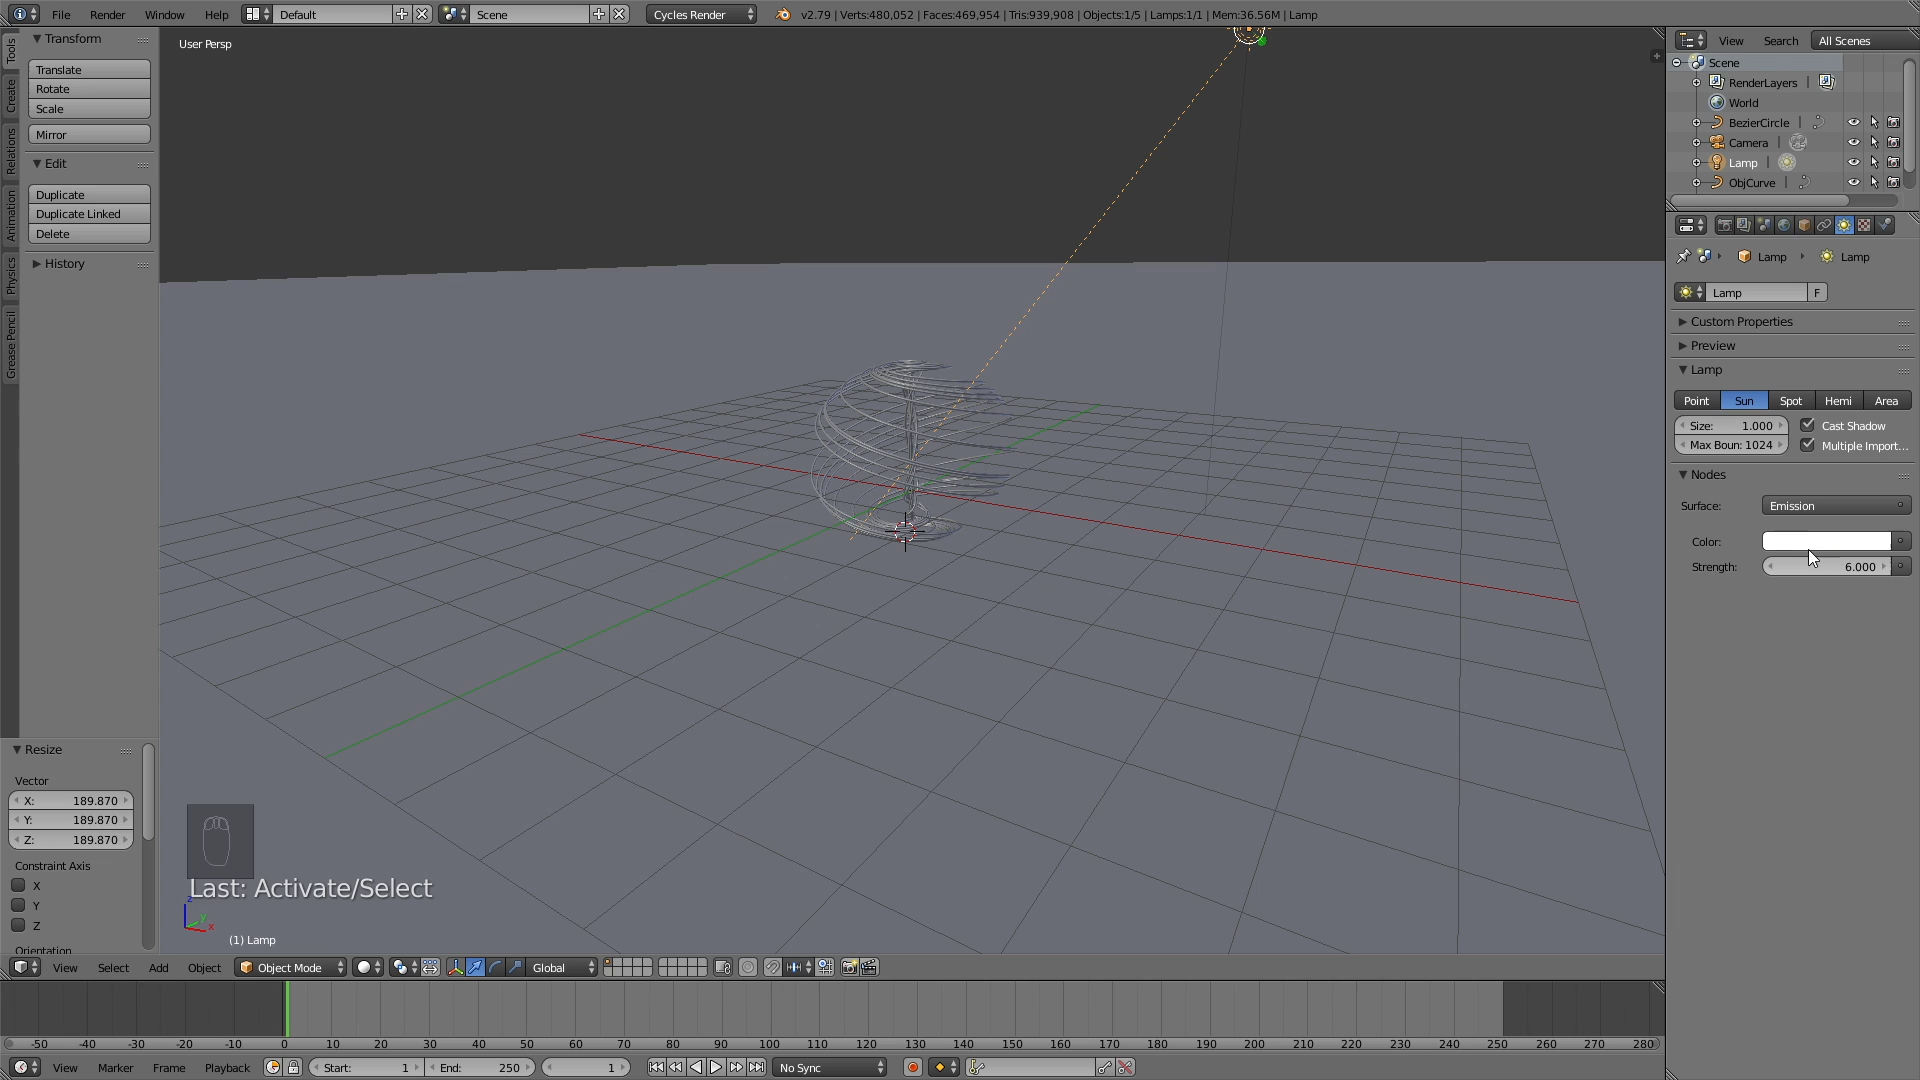 File Render Window Help Default Scene Cycles Render v2.79 | Verts:480,052 | Faces:469,954 | Tris:939,908 | Objects:1/5 | Lamps:1/1 | Mem:36.56M | Lamp
Tools
Create
Relations
Animation
Physics
Grease Pencil
Transform
Translate
Rotate
Scale
Mirror
Edit
Duplicate
Duplicate Linked
Delete
History
Resize
Vector
X: 189.870
Y: 189.870
Z: 189.870
Constraint Axis
X
Y
Z
Orientation
User Persp
Last: Activate/Select
z
y
x
(1) Lamp
View Search All Scenes
Scene
RenderLayers
World
BezierCircle
Camera
Lamp
ObjCurve
Lamp Lamp
Lamp F
Custom Properties
Preview
Lamp
Point Sun Spot Hemi Area
Size: 1.000 Cast Shadow
Max Boun: 1024 Multiple Import...
Nodes
Surface: Emission
Color:
Strength: 6.000
View Select Add Object Object Mode Global
-50 -40 -30 -20 -10 0 10 20 30 40 50 60 70 80 90 100 110 120 130 140 150 160 170 180 190 200 210 220 230 240 250 260 270 280
View Marker Frame Playback Start: 1 End: 250 1 No Sync